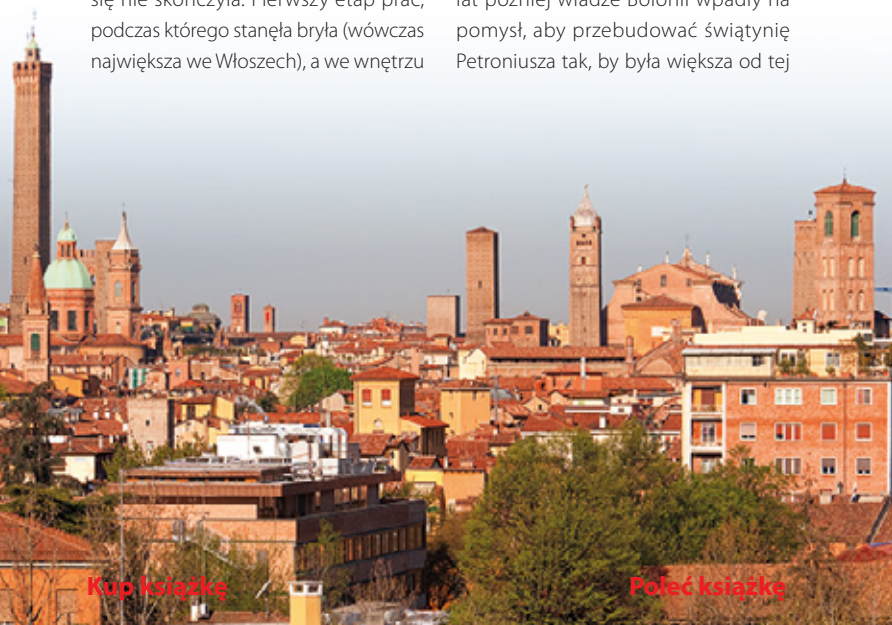 się nie skończyła. Pierwszy etap prac,
podczas którego stanęła bryła (wówczas
największa we Włoszech), a we wnętrzu
lat później władze Bolonii wpadły na
pomysł, aby przebudować świątynię
Petroniusza tak, by była większa od tej
Kup książkę
Poleć książkę